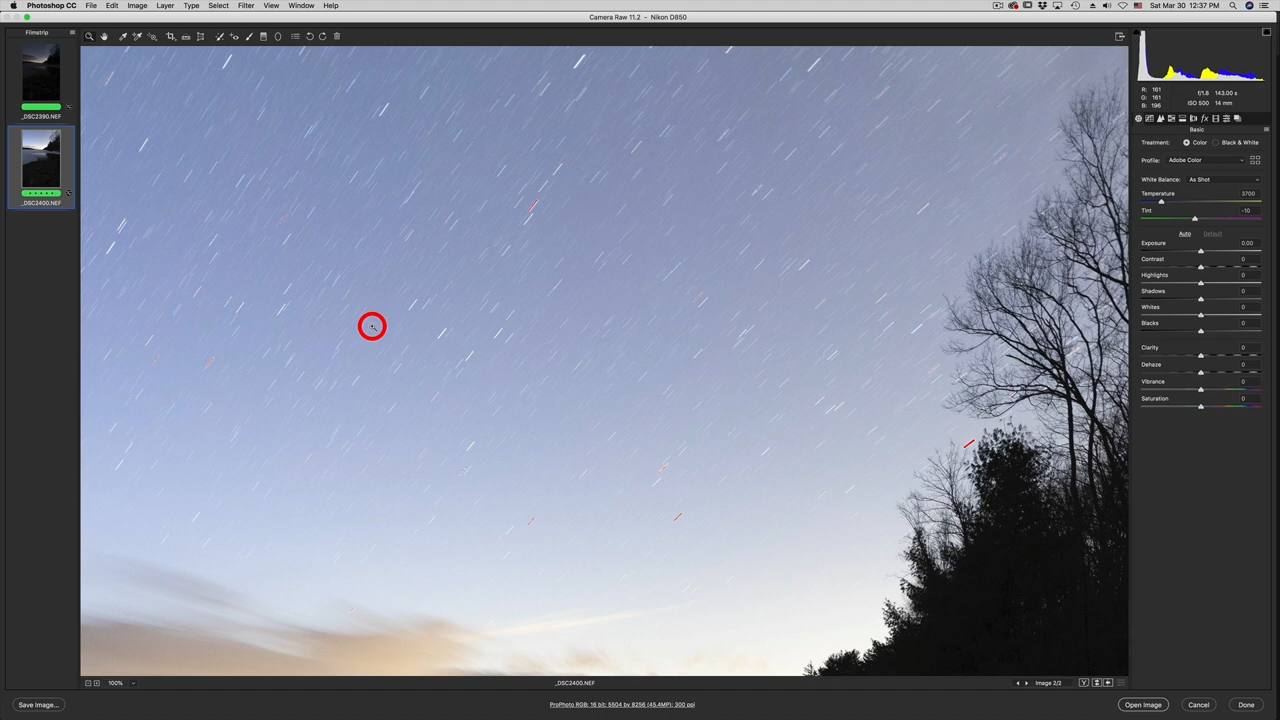 Photoshop CC File Edit Image Layer Type Select Filter View Window Help Sat Mar 30 12:37 PM
Camera Raw 11.2 - Nikon D850
Filmstrip
_DSC2390.NEF
_DSC2400.NEF
R: 161
G: 161
B: 196
f/1.8 143.00 s
ISO 500 14 mm
Basic
Treatment: Color Black & White
Profile: Adobe Color
White Balance: As Shot
Temperature 3700
Tint -10
Auto Default
Exposure 0.00
Contrast 0
Highlights 0
Shadows 0
Whites 0
Blacks 0
Clarity 0
Dehaze 0
Vibrance 0
Saturation 0
100% _DSC2400.NEF Image 2/2 Y
Save Image... ProPhoto RGB; 16 bit; 5504 by 8256 (45.4MP); 300 ppi Open Image Cancel Done